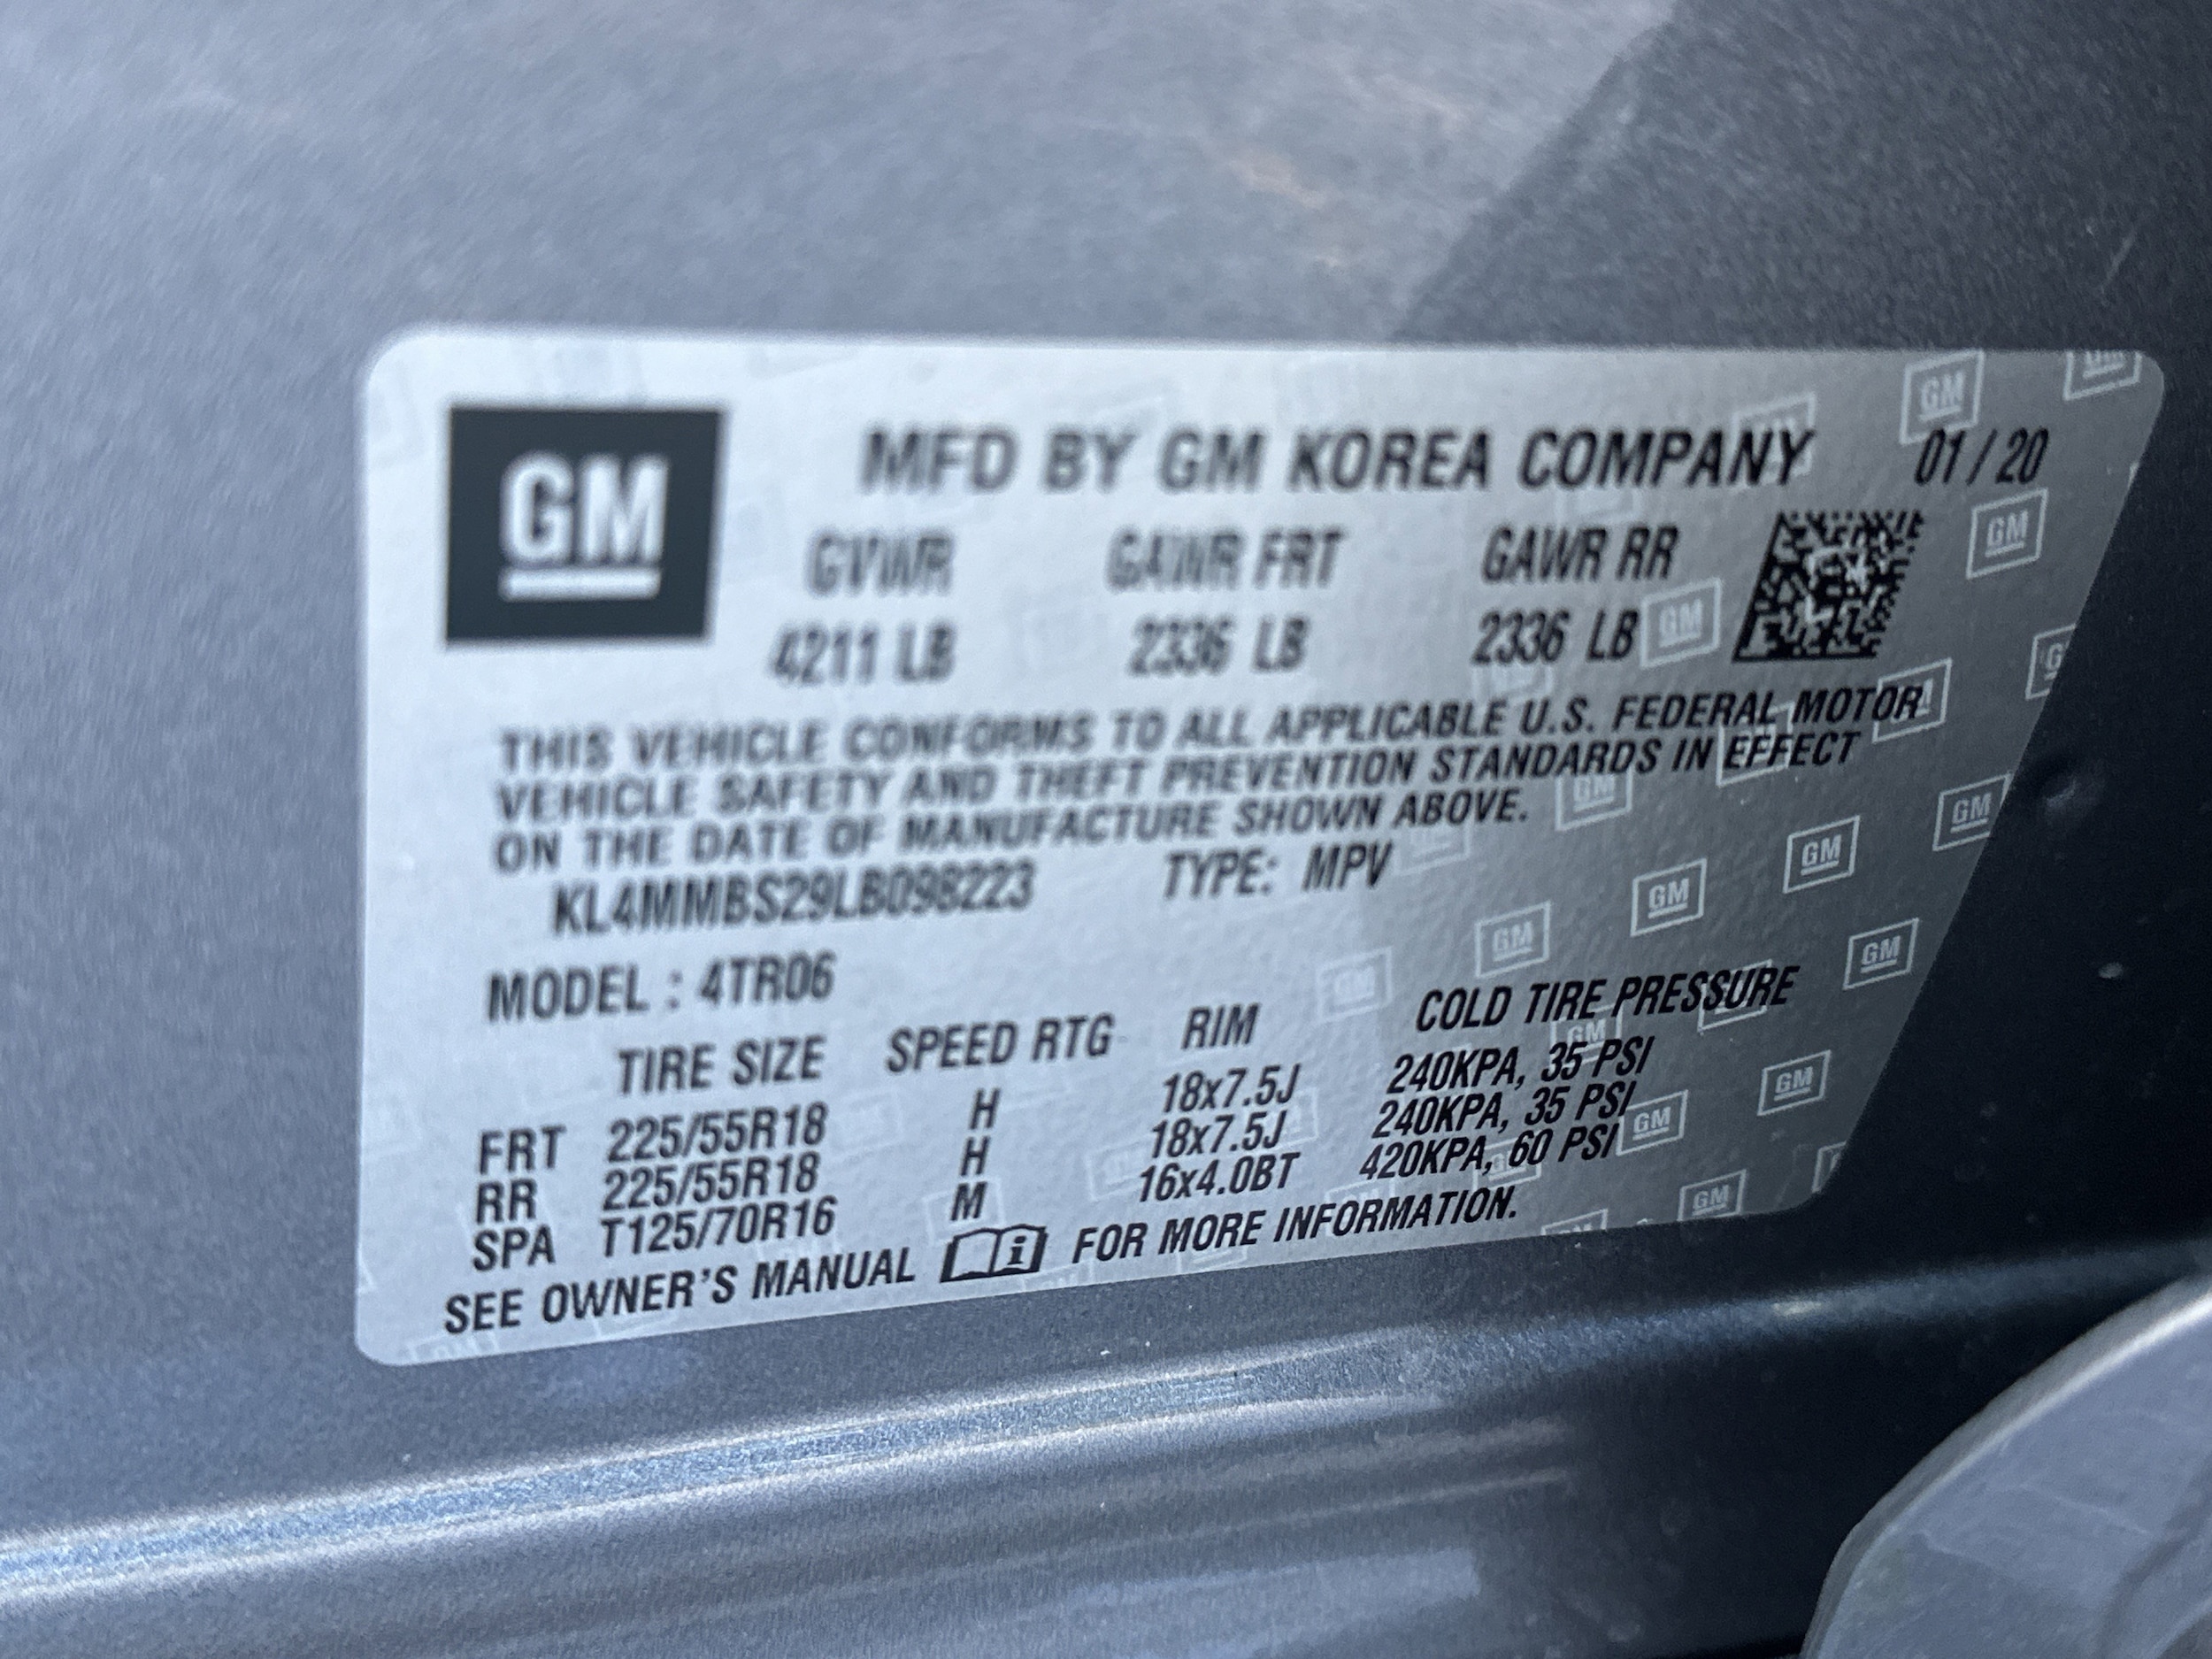 GM
MFD BY GM KOREA COMPANY 01 / 20
GVWR GAWR FRT GAWR RR
4211 LB 2336 LB 2336 LB
THIS VEHICLE CONFORMS TO ALL APPLICABLE U.S. FEDERAL MOTOR
VEHICLE SAFETY AND THEFT PREVENTION STANDARDS IN EFFECT
ON THE DATE OF MANUFACTURE SHOWN ABOVE.
KL4MMBS29LB098223 TYPE: MPV
MODEL : 4TR06
TIRE SIZE SPEED RTG RIM COLD TIRE PRESSURE
FRT 225/55R18 H 18x7.5J 240KPA, 35 PSI
RR 225/55R18 H 18x7.5J 240KPA, 35 PSI
SPA T125/70R16 M 16x4.0BT 420KPA, 60 PSI
SEE OWNER'S MANUAL FOR MORE INFORMATION.